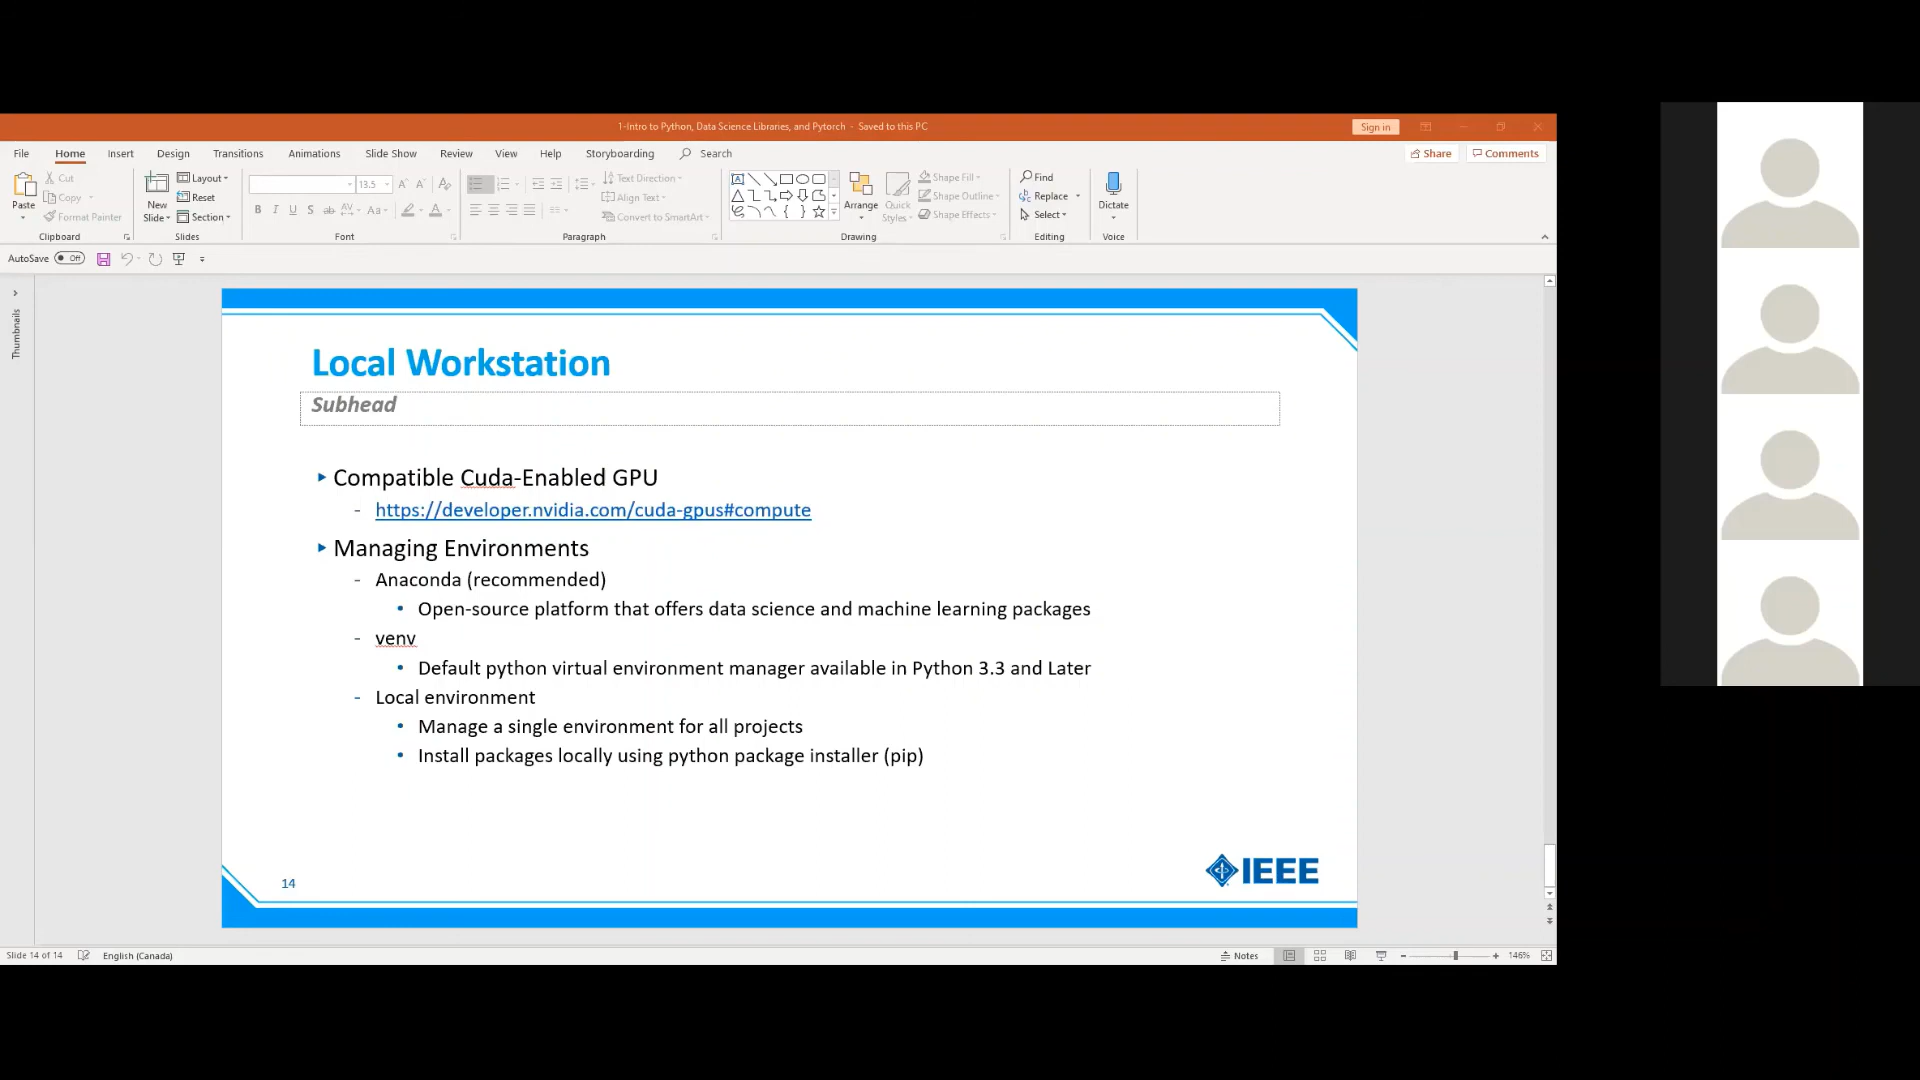 1-Intro to Python, Data Science Libraries, and Pytorch - Saved to this PC
Sign in
File Home Insert Design Transitions Animations Slide Show Review View Help Storyboarding Search
Share Comments
Paste
Cut
Copy
Format Painter
Clipboard
New Slide
Layout
Reset
Section
Slides
13.5
Font
Text Direction
Align Text
Convert to SmartArt
Paragraph
Arrange
Quick Styles
Shape Fill
Shape Outline
Shape Effects
Drawing
Find
Replace
Select
Editing
Dictate
Voice
AutoSave Off
Thumbnails
Local Workstation
Subhead
Compatible Cuda-Enabled GPU
- https://developer.nvidia.com/cuda-gpus#compute
Managing Environments
- Anaconda (recommended)
• Open-source platform that offers data science and machine learning packages
- venv
• Default python virtual environment manager available in Python 3.3 and Later
- Local environment
• Manage a single environment for all projects
• Install packages locally using python package installer (pip)
14
IEEE
Slide 14 of 14
English (Canada)
Notes
146%